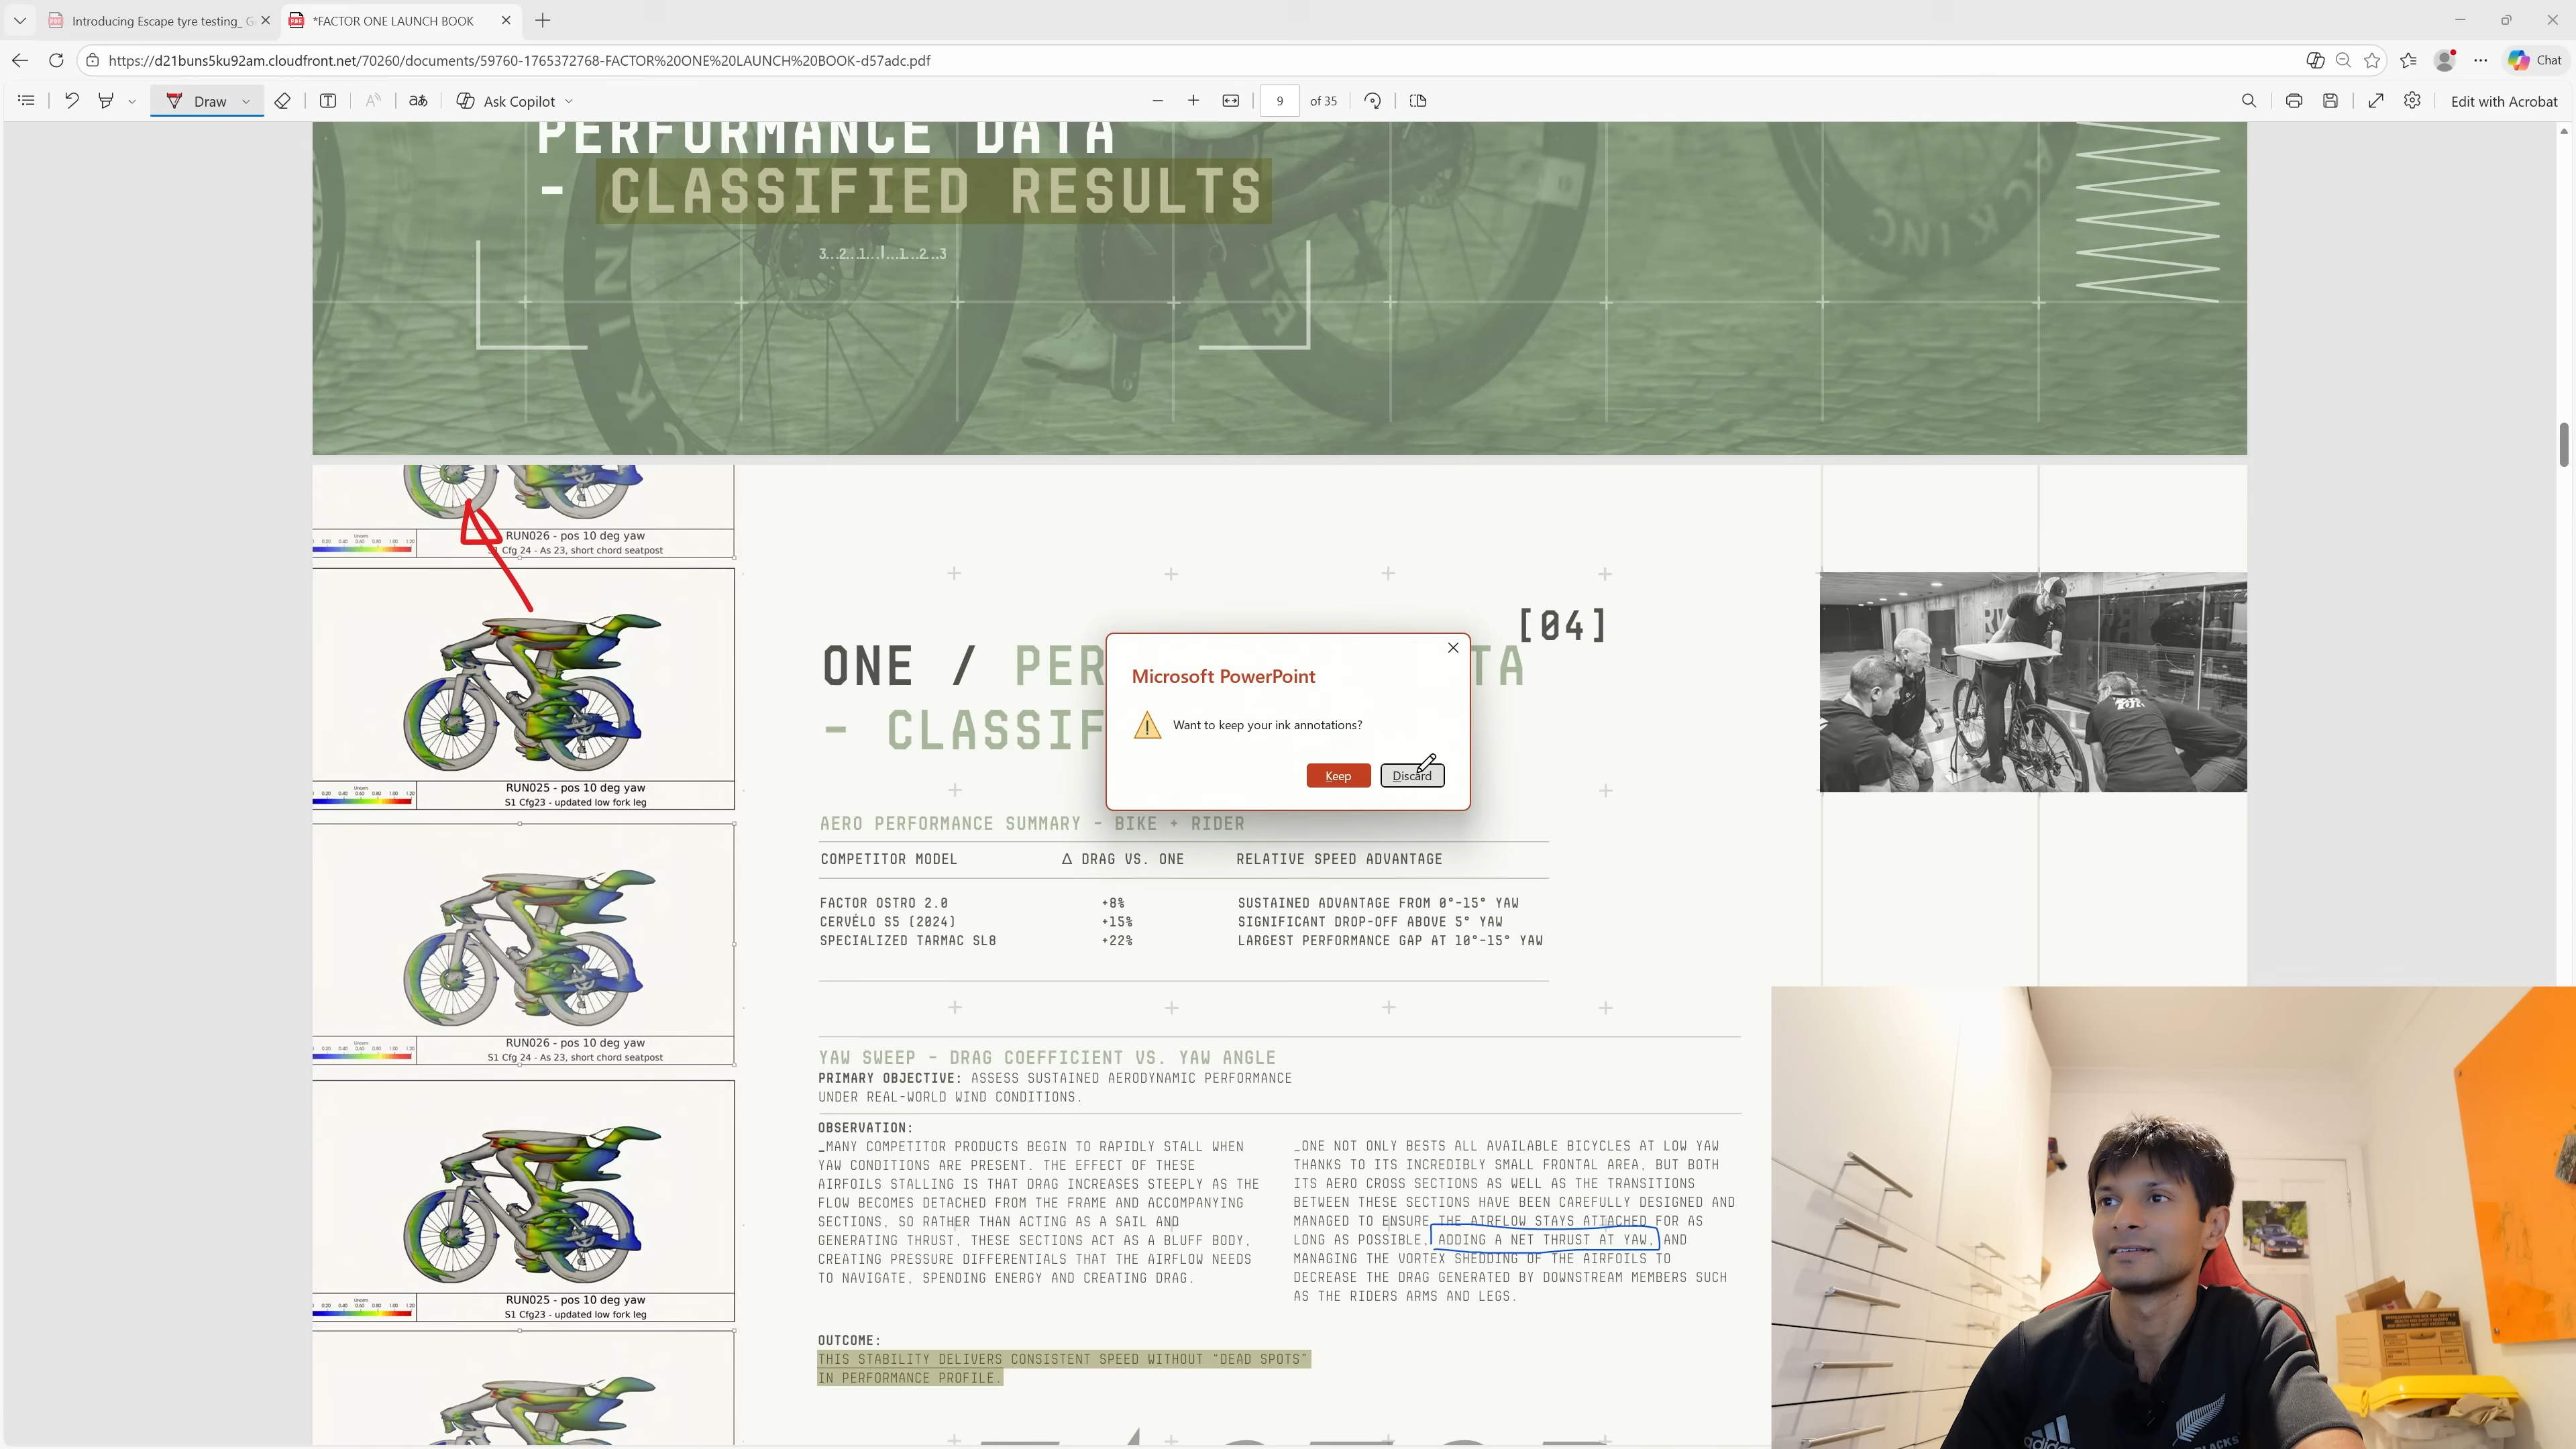 Introducing Escape tyre testing_ G
*FACTOR ONE LAUNCH BOOK
https://d21buns5ku92am.cloudfront.net/70260/documents/59760-1765372768-FACTOR%20ONE%20LAUNCH%20BOOK-d57adc.pdf
Chat
Draw
Ask Copilot
9 of 35
Edit with Acrobat
PERFORMANCE DATA
- CLASSIFIED RESULTS
3...2...1...|...1...2...3
RUN026 - pos 10 deg yaw
Cfg 24 - As 23, short chord seatpost
RUN025 - pos 10 deg yaw
S1 Cfg23 - updated low fork leg
RUN026 - pos 10 deg yaw
S1 Cfg 24 - As 23, short chord seatpost
RUN025 - pos 10 deg yaw
S1 Cfg23 - updated low fork leg
[04]
ONE / PER TA
- CLASSIF
Microsoft PowerPoint
Want to keep your ink annotations?
Keep
Discard
AERO PERFORMANCE SUMMARY - BIKE + RIDER
COMPETITOR MODEL Δ DRAG VS. ONE RELATIVE SPEED ADVANTAGE
FACTOR OSTRO 2.0 +8% SUSTAINED ADVANTAGE FROM 0°-15° YAW
CERVÉLO S5 (2024) +15% SIGNIFICANT DROP-OFF ABOVE 5° YAW
SPECIALIZED TARMAC SL8 +22% LARGEST PERFORMANCE GAP AT 10°-15° YAW
YAW SWEEP - DRAG COEFFICIENT VS. YAW ANGLE
PRIMARY OBJECTIVE: ASSESS SUSTAINED AERODYNAMIC PERFORMANCE
UNDER REAL-WORLD WIND CONDITIONS.
OBSERVATION:
_MANY COMPETITOR PRODUCTS BEGIN TO RAPIDLY STALL WHEN
YAW CONDITIONS ARE PRESENT. THE EFFECT OF THESE
AIRFOILS STALLING IS THAT DRAG INCREASES STEEPLY AS THE
FLOW BECOMES DETACHED FROM THE FRAME AND ACCOMPANYING
SECTIONS, SO RATHER THAN ACTING AS A SAIL AND
GENERATING THRUST, THESE SECTIONS ACT AS A BLUFF BODY,
CREATING PRESSURE DIFFERENTIALS THAT THE AIRFLOW NEEDS
TO NAVIGATE, SPENDING ENERGY AND CREATING DRAG.
_ONE NOT ONLY BESTS ALL AVAILABLE BICYCLES AT LOW YAW
THANKS TO ITS INCREDIBLY SMALL FRONTAL AREA, BUT BOTH
ITS AERO CROSS SECTIONS AS WELL AS THE TRANSITIONS
BETWEEN THESE SECTIONS HAVE BEEN CAREFULLY DESIGNED AND
MANAGED TO ENSURE THE AIRFLOW STAYS ATTACHED FOR AS
LONG AS POSSIBLE, ADDING A NET THRUST AT YAW, AND
MANAGING THE VORTEX SHEDDING OF THE AIRFOILS TO
DECREASE THE DRAG GENERATED BY DOWNSTREAM MEMBERS SUCH
AS THE RIDERS ARMS AND LEGS.
OUTCOME:
THIS STABILITY DELIVERS CONSISTENT SPEED WITHOUT “DEAD SPOTS”
IN PERFORMANCE PROFILE.
adidas